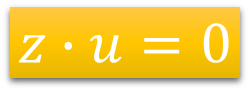 z · u = 0